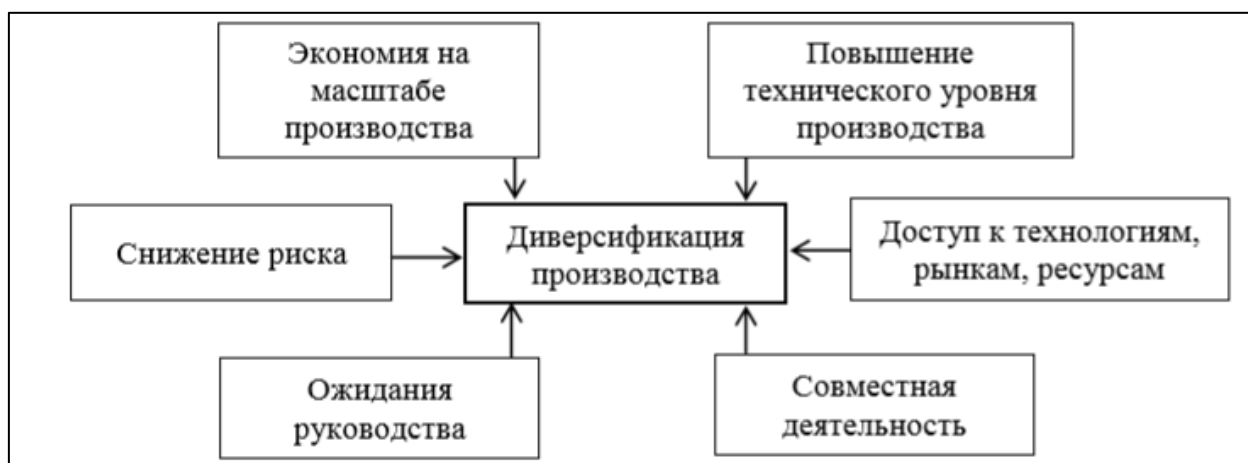 Экономия на
масштабе
производства
Повышение
технического уровня
производства
Снижение риска
Диверсификация
производства
Доступ к технологиям,
рынкам, ресурсам
Ожидания
руководства
Совместная
деятельность